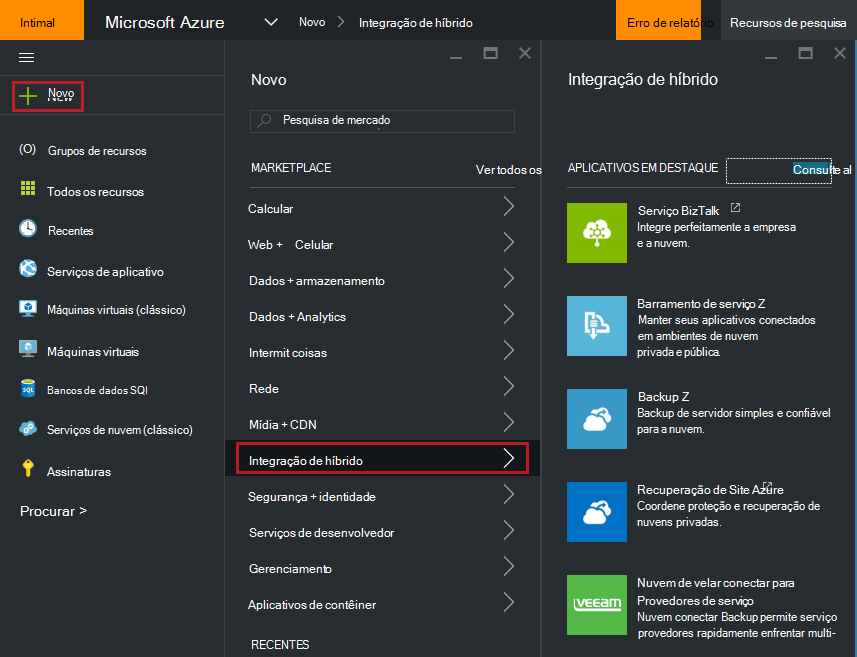 Intimal
Microsoft Azure
Novo
Integração de híbrido
Erro de relatório
Recursos de pesquisa
Novo
Grupos de recursos
Todos os recursos
Recentes
Serviços de aplicativo
Máquinas virtuais (clássico)
Máquinas virtuais
Bancos de dados SQl
Serviços de nuvem (clássico)
Assinaturas
Procurar >
Novo
Pesquisa de mercado
MARKETPLACE
Ver todos os
Calcular
Web + Celular
Dados + armazenamento
Dados + Analytics
Intermit coisas
Rede
Mídia + CDN
Integração de híbrido
Segurança + identidade
Serviços de desenvolvedor
Gerenciamento
Aplicativos de contêiner
RECENTES
Integração de híbrido
APLICATIVOS EM DESTAQUE
Consulte al
Serviço BizTalk
Integre perfeitamente a empresa
e a nuvem.
Barramento de serviço Z
Manter seus aplicativos conectados
em ambientes de nuvem
privada e pública.
Backup Z
Backup de servidor simples e confiável
para a nuvem.
Recuperação de Site Azure
Coordene proteção e recuperação de
nuvens privadas.
veeam
Nuvem de velar conectar para
Provedores de serviço
Nuvem conectar Backup permite serviço
provedores rapidamente enfrentar multi-